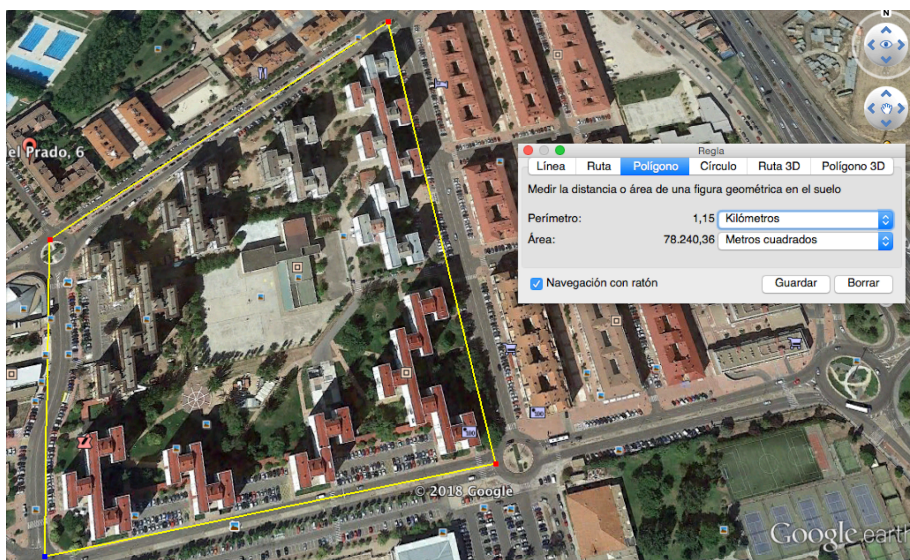 N
el Prado, 6
Regla
Línea Ruta Polígono Círculo Ruta 3D Polígono 3D
Medir la distancia o área de una figura geométrica en el suelo
Perímetro: 1,15 Kilómetros
Área: 78.240,36 Metros cuadrados
Navegación con ratón Guardar Borrar
© 2018 Google
Google earth